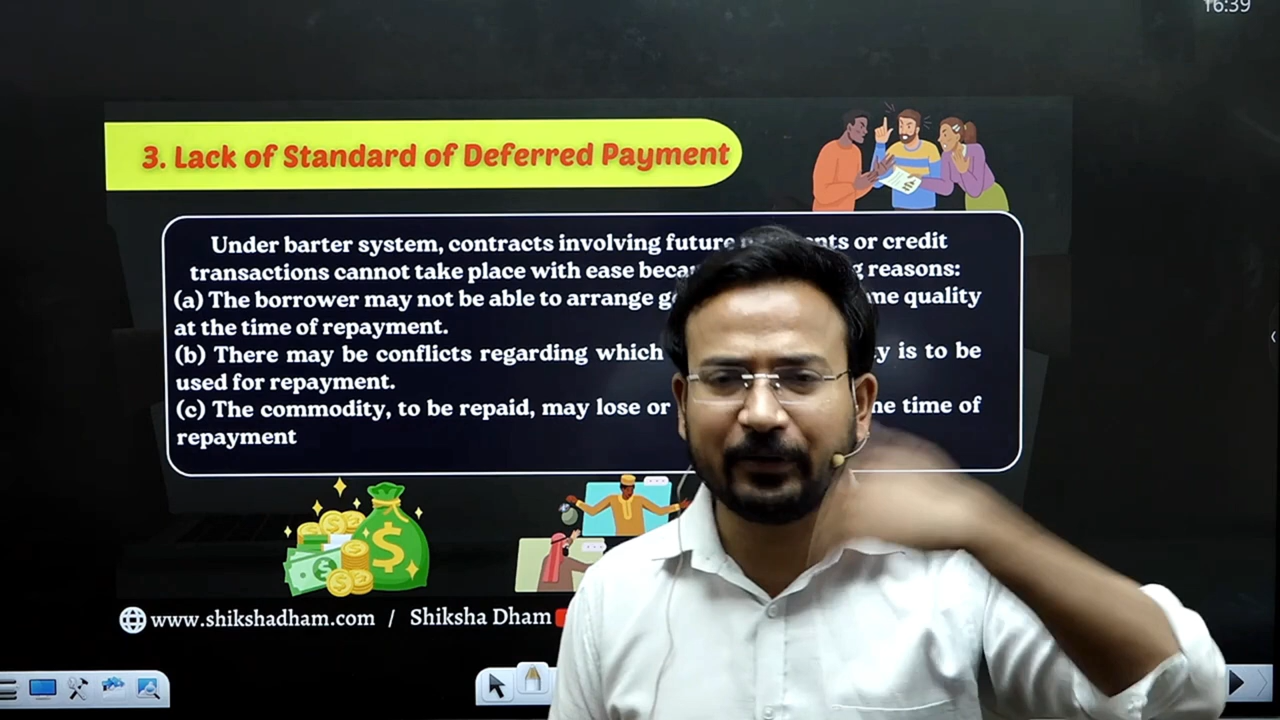 16:39
3. Lack of Standard of Deferred Payment
Under barter system, contracts involving future or credit
transactions cannot take place with ease reasons:
(a) The borrower may not be able to arrange quality
at the time of repayment.
(b) There may be conflicts regarding which is to be
used for repayment.
(c) The commodity, to be repaid, may lose or time of
repayment
www.shikshadham.com / Shiksha Dham